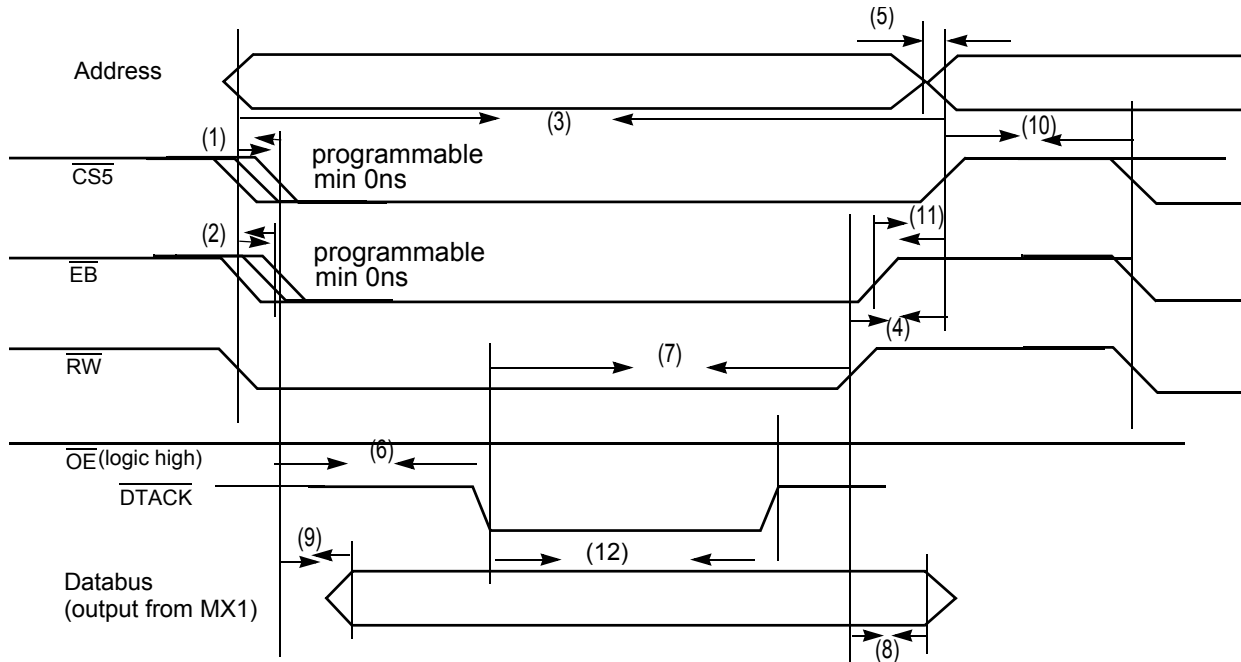 (5)
Address
(3)
(10)
(1)
programmable
min 0ns
CS5
(11)
(2)
programmable
min 0ns
EB
(4)
(7)
RW
OE(logic high)
(6)
DTACK
(9)
(12)
Databus
(output from MX1)
(8)